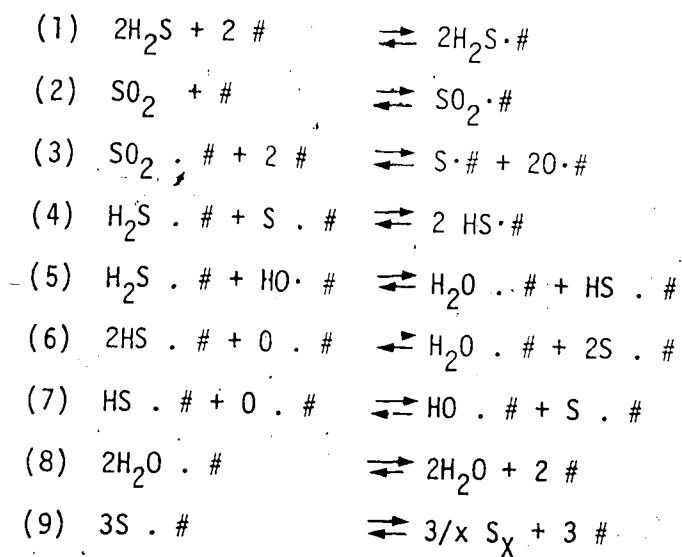 (1) 2H₂S + 2 # ⇌ 2H₂S·#
(2) SO₂ + # ⇌ SO₂·#
(3) SO₂ . # + 2 # ⇌ S·# + 2O·#
(4) H₂S . # + S . # ⇌ 2 HS·#
(5) H₂S . # + HO· # ⇌ H₂O . # + HS . #
(6) 2HS . # + O . # ⇌ H₂O . # + 2S . #
(7) HS . # + O . # ⇌ HO . # + S . #
(8) 2H₂O . # ⇌ 2H₂O + 2 #
(9) 3S . # ⇌ 3/x Sₓ + 3 #